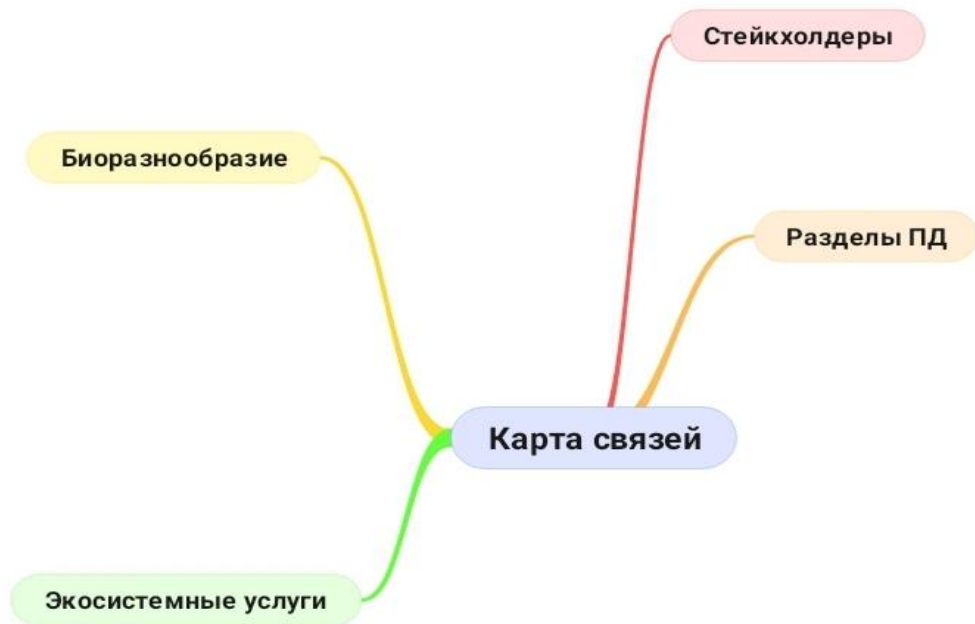 Стейкхолдеры
Биоразнообразие
Разделы ПД
Карта связей
Экосистемные услуги